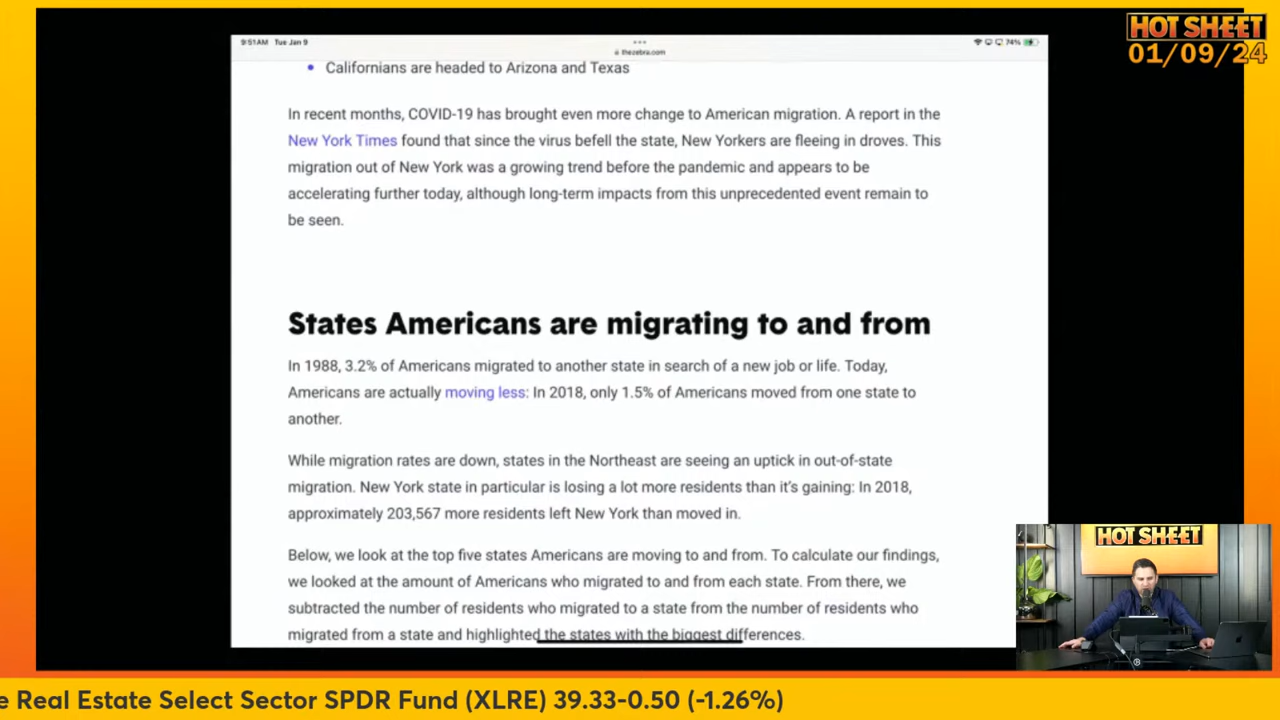 HOT SHEET
01/09/24
9:51AM Tue Jan 9
74%
thezebra.com
• Californians are headed to Arizona and Texas
In recent months, COVID-19 has brought even more change to American migration. A report in the
New York Times found that since the virus befell the state, New Yorkers are fleeing in droves. This
migration out of New York was a growing trend before the pandemic and appears to be
accelerating further today, although long-term impacts from this unprecedented event remain to
be seen.
States Americans are migrating to and from
In 1988, 3.2% of Americans migrated to another state in search of a new job or life. Today,
Americans are actually moving less: In 2018, only 1.5% of Americans moved from one state to
another.
While migration rates are down, states in the Northeast are seeing an uptick in out-of-state
migration. New York state in particular is losing a lot more residents than it's gaining: In 2018,
approximately 203,567 more residents left New York than moved in.
Below, we look at the top five states Americans are moving to and from. To calculate our findings,
we looked at the amount of Americans who migrated to and from each state. From there, we
subtracted the number of residents who migrated to a state from the number of residents who
migrated from a state and highlighted the states with the biggest differences.
HOT SHEET
e Real Estate Select Sector SPDR Fund (XLRE) 39.33-0.50 (-1.26%)